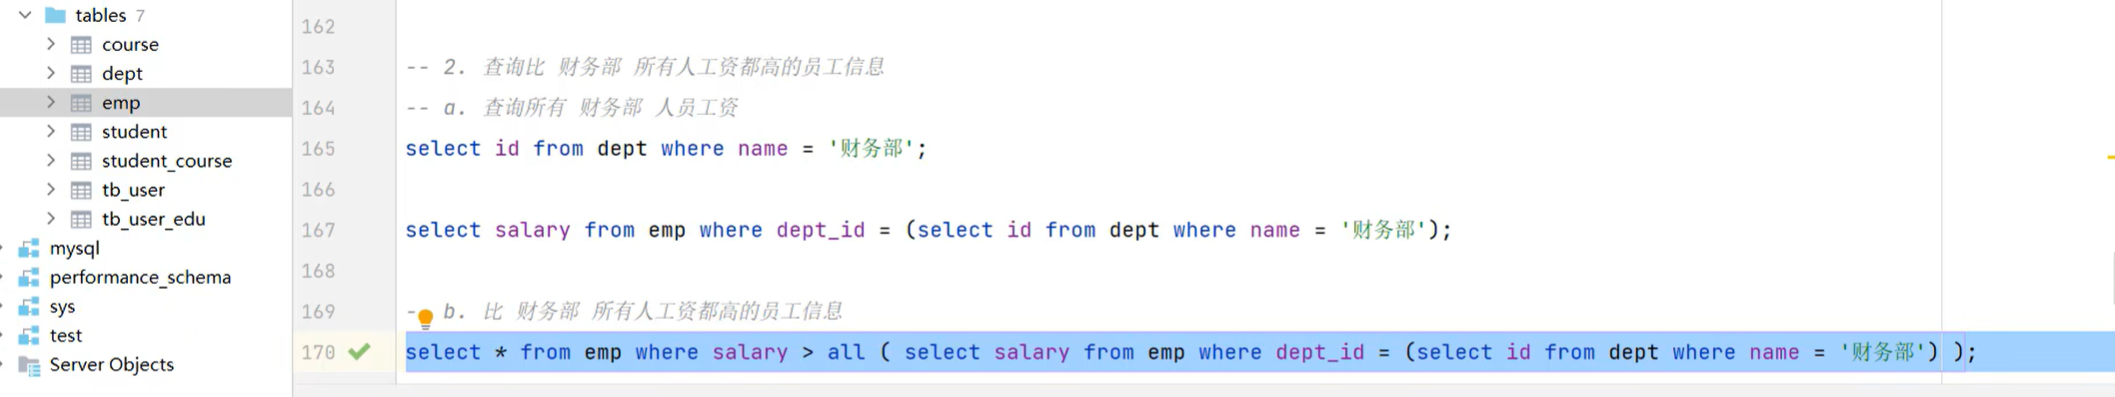 tables 7
course
dept
emp
student
student_course
tb_user
tb_user_edu
mysql
performance_schema
sys
test
Server Objects
162
163 -- 2. 查询比 财务部 所有人工资都高的员工信息
164 -- a. 查询所有 财务部 人员工资
165 select id from dept where name = '财务部';
166
167 select salary from emp where dept_id = (select id from dept where name = '财务部');
168
169 - b. 比 财务部 所有人工资都高的员工信息
170 select * from emp where salary > all ( select salary from emp where dept_id = (select id from dept where name = '财务部') );